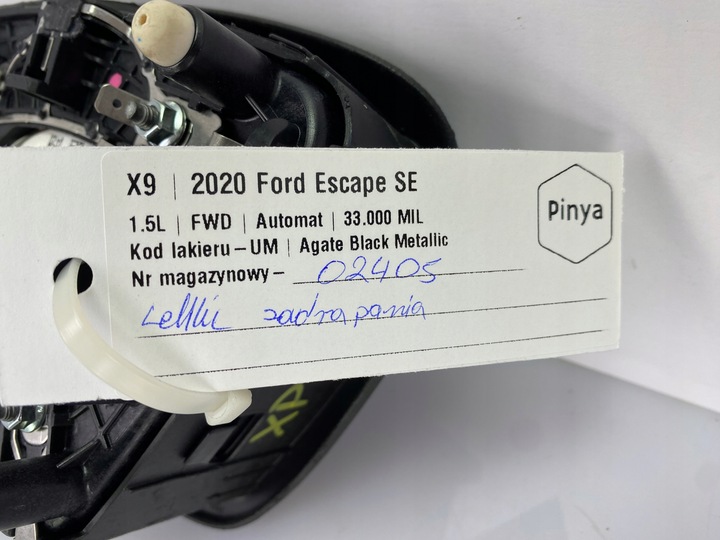 X9 | 2020 Ford Escape SE
Pinya
1.5L | FWD | Automat | 33.000 MIL
Kod lakieru – UM | Agate Black Metallic
Nr magazynowy – 02405
Lekkie zadrapania
XP